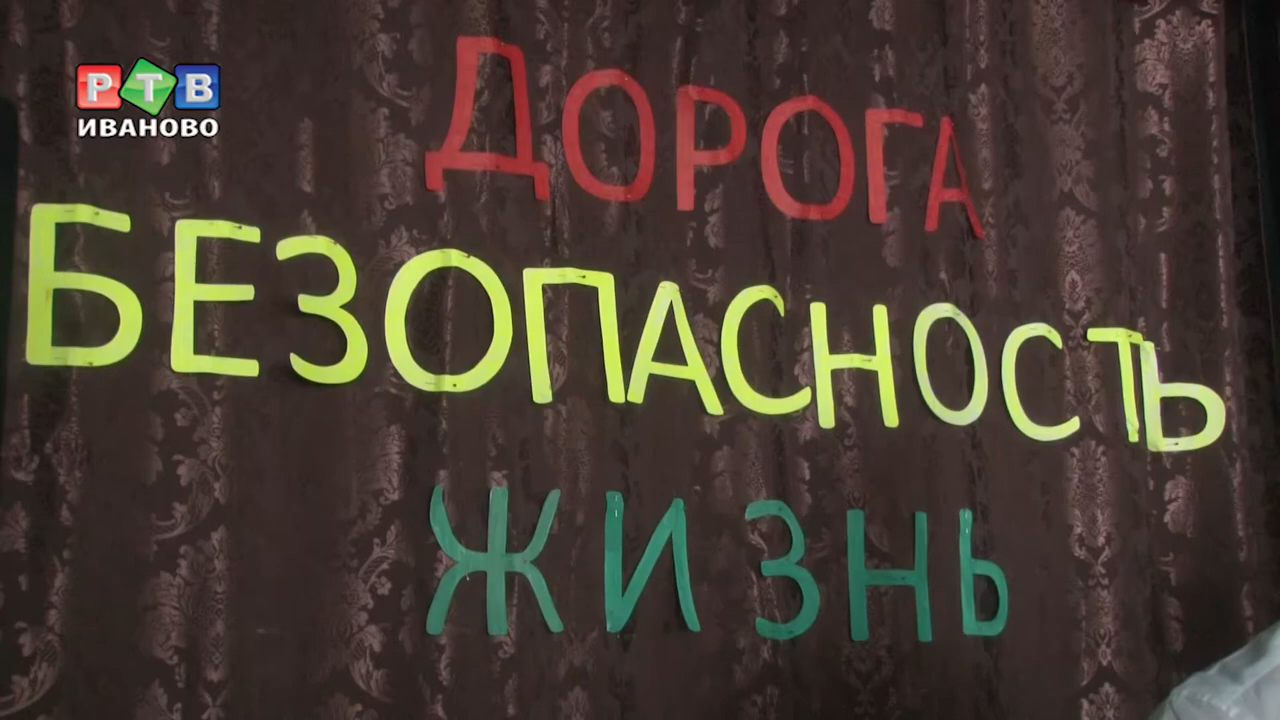 РТВ
ИВАНОВО
ДОРОГА
БЕЗОПАСНОСТЬ
ЖИЗНЬ